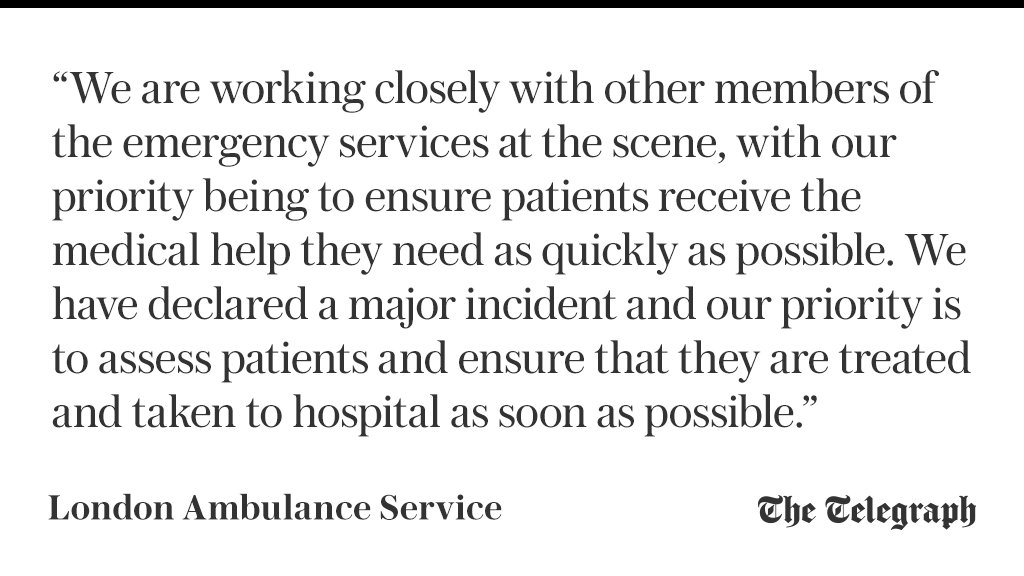 “We are working closely with other members of
the emergency services at the scene, with our
priority being to ensure patients receive the
medical help they need as quickly as possible. We
have declared a major incident and our priority is
to assess patients and ensure that they are treated
and taken to hospital as soon as possible.”
London Ambulance Service
The Telegraph